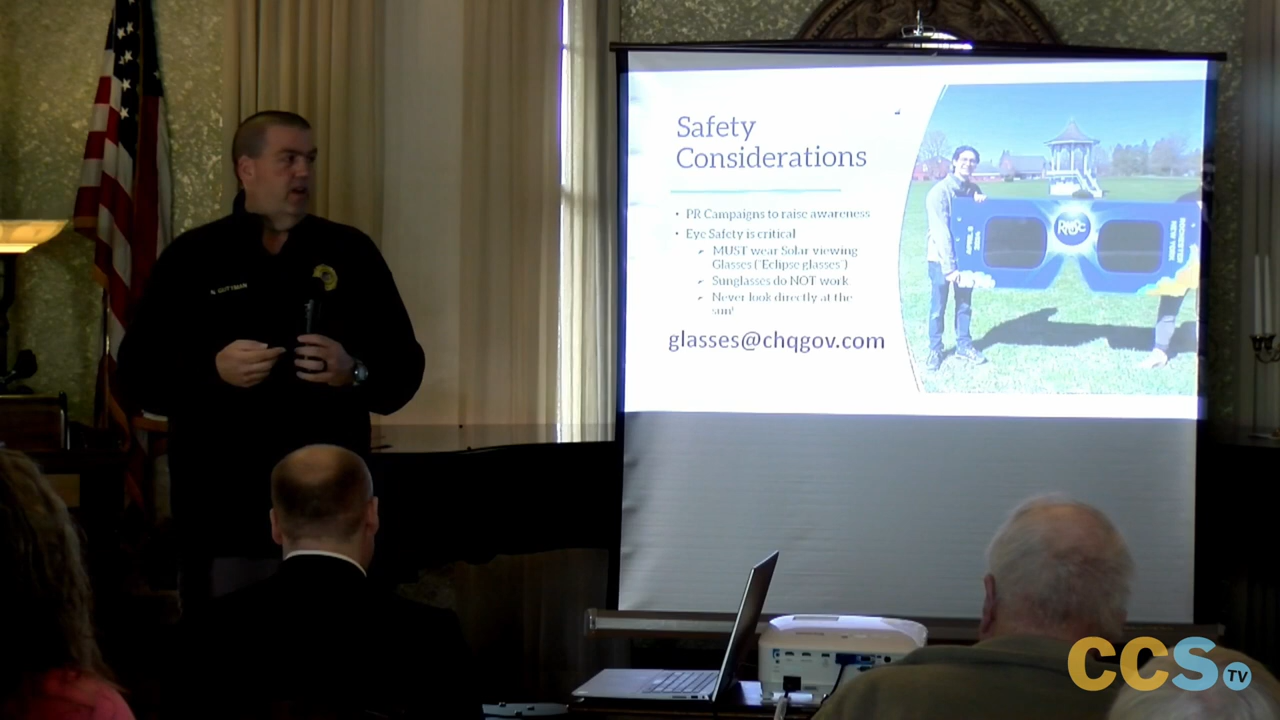 Safety
Considerations
• PR Campaigns to raise awareness
• Eye Safety is critical
MUST wear Solar viewing
Glasses ("Eclipse glasses")
Sunglasses do NOT work
Never look directly at the
sun!
glasses@chqgov.com
GUTTMAN
CCS
TV